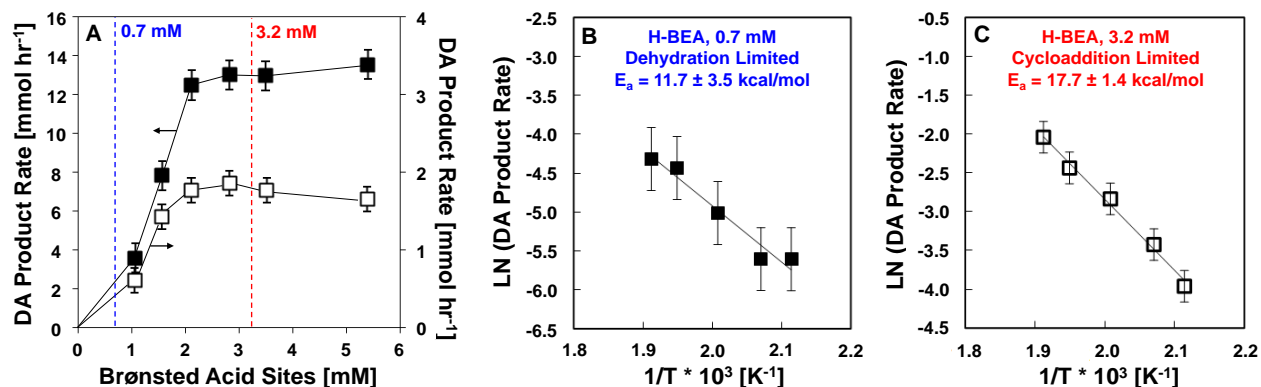 A
0.7 mM
3.2 mM
DA Product Rate [mmol hr⁻¹]
16
14
12
10
8
6
4
2
0
4
3
2
1
0
DA Product Rate [mmol hr⁻¹]
0 1 2 3 4 5 6
Brønsted Acid Sites [mM]
B
H-BEA, 0.7 mM
Dehydration Limited
Eₐ = 11.7 ± 3.5 kcal/mol
LN (DA Product Rate)
-2.5
-3.0
-3.5
-4.0
-4.5
-5.0
-5.5
-6.0
-6.5
1.8 1.9 2.0 2.1 2.2
1/T * 10³ [K⁻¹]
C
H-BEA, 3.2 mM
Cycloaddition Limited
Eₐ = 17.7 ± 1.4 kcal/mol
LN (DA Product Rate)
-0.5
-1.0
-1.5
-2.0
-2.5
-3.0
-3.5
-4.0
-4.5
1.8 1.9 2.0 2.1 2.2
1/T * 10³ [K⁻¹]